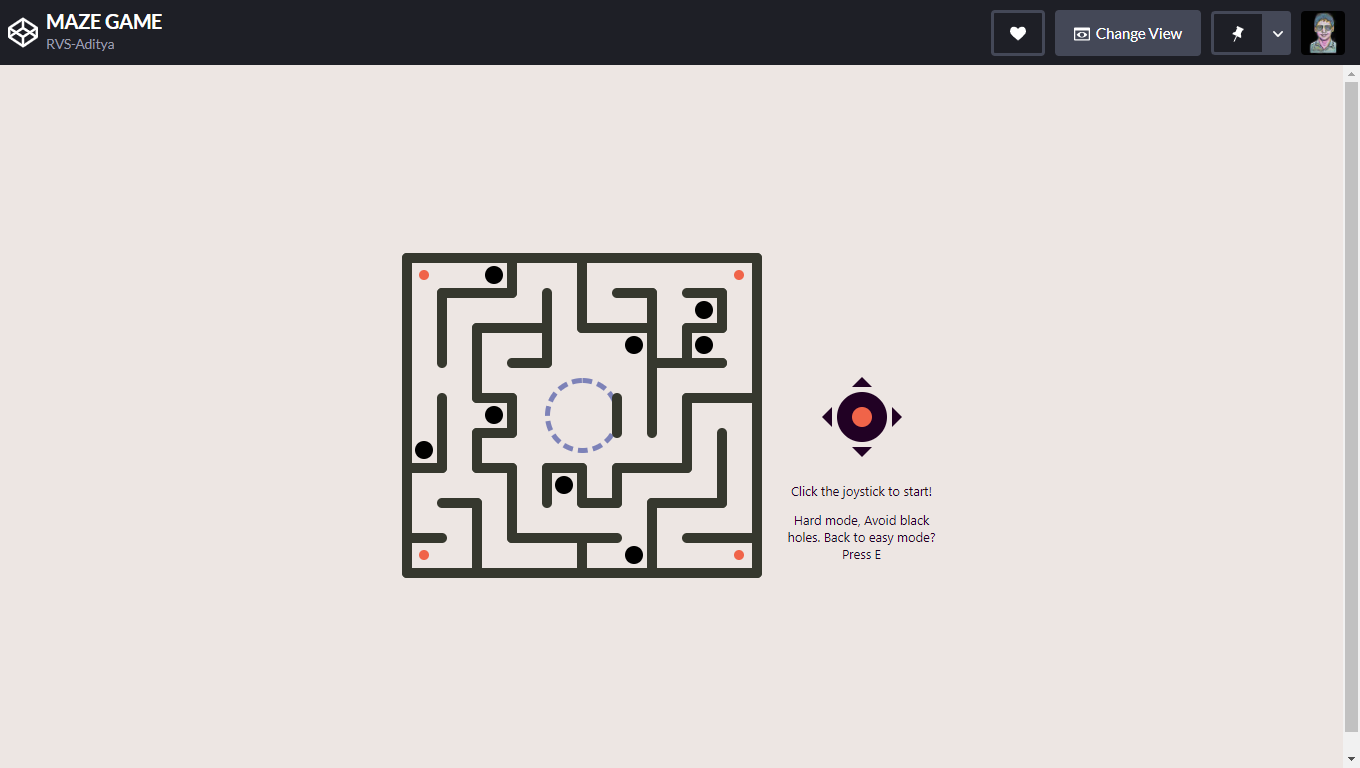 MAZE GAME
RVS-Aditya
Change View
Click the joystick to start!
Hard mode, Avoid black
holes. Back to easy mode?
Press E